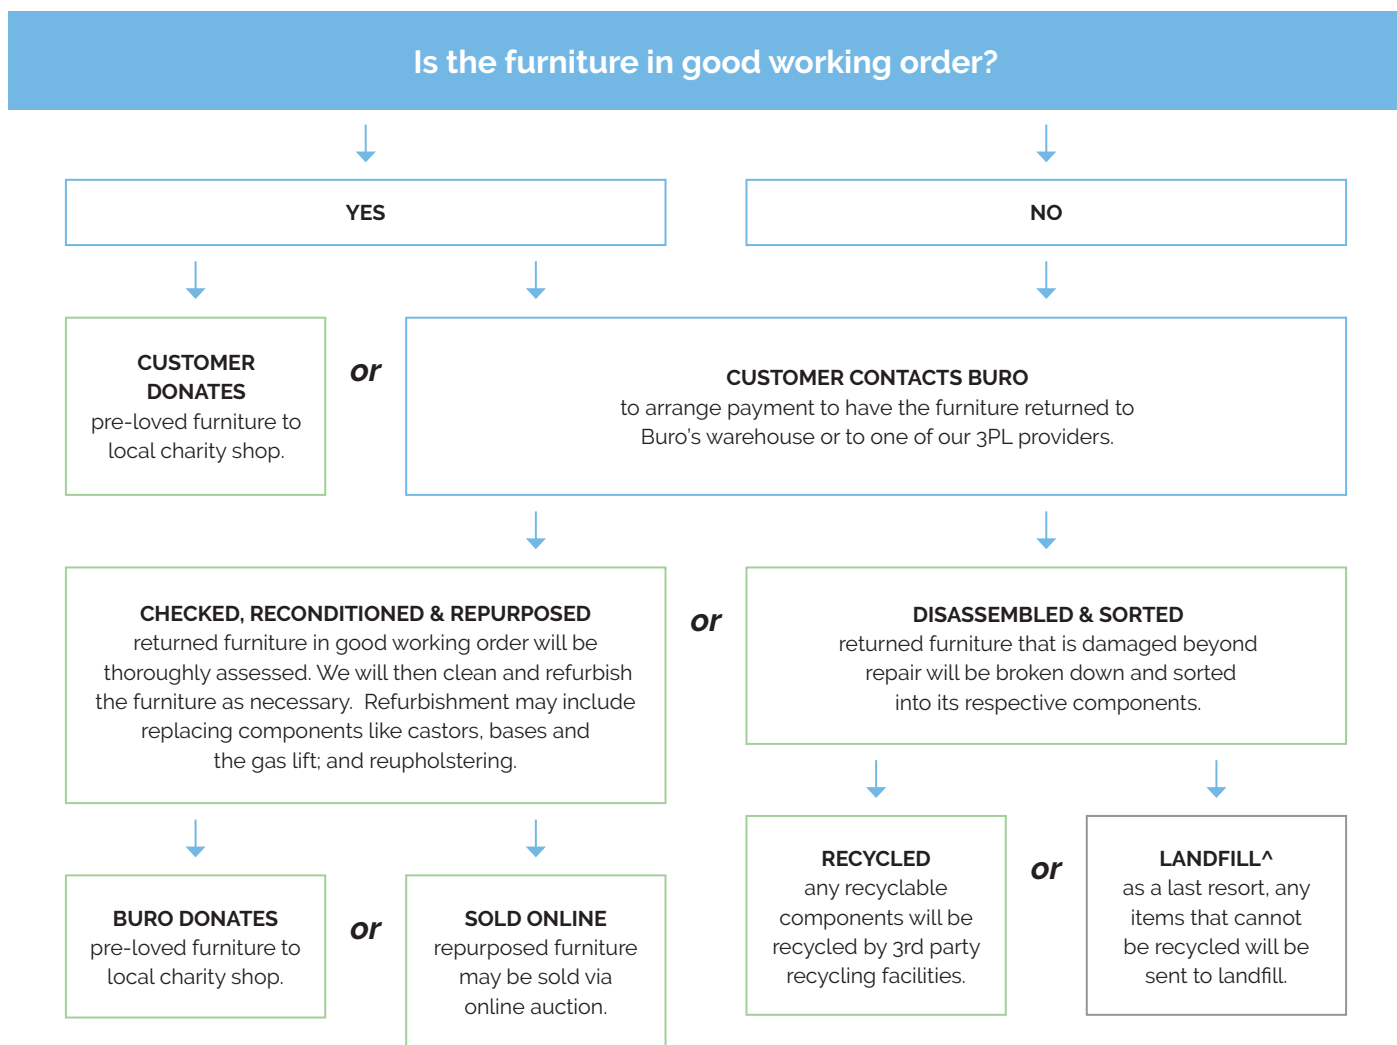 Is the furniture in good working order?
YES
NO
CUSTOMER
DONATES
pre-loved furniture to
local charity shop.
or
CUSTOMER CONTACTS BURO
to arrange payment to have the furniture returned to
Buro's warehouse or to one of our 3PL providers.
CHECKED, RECONDITIONED & REPURPOSED
returned furniture in good working order will be
thoroughly assessed. We will then clean and refurbish
the furniture as necessary.  Refurbishment may include
replacing components like castors, bases and
the gas lift; and reupholstering.
or
DISASSEMBLED & SORTED
returned furniture that is damaged beyond
repair will be broken down and sorted
into its respective components.
BURO DONATES
pre-loved furniture to
local charity shop.
or
SOLD ONLINE
repurposed furniture
may be sold via
online auction.
RECYCLED
any recyclable
components will be
recycled by 3rd party
recycling facilities.
or
LANDFILL^
as a last resort, any
items that cannot
be recycled will be
sent to landfill.